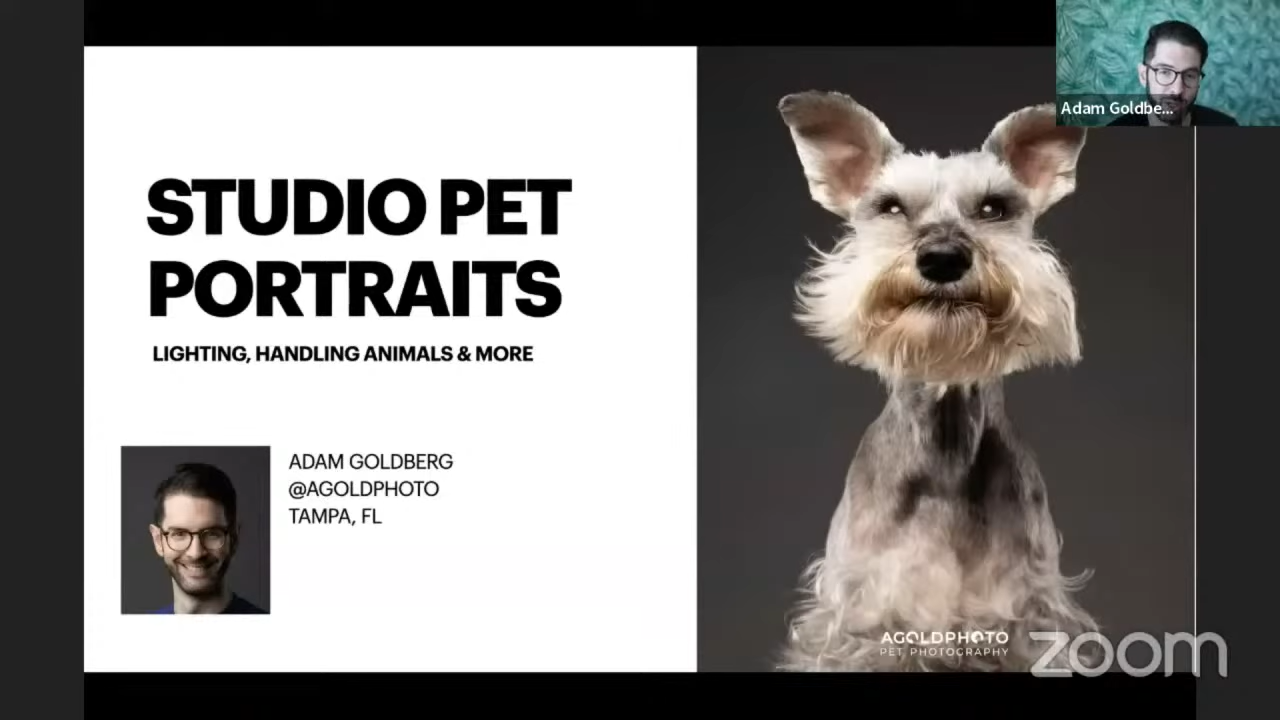 STUDIO PET
PORTRAITS
LIGHTING, HANDLING ANIMALS & MORE
ADAM GOLDBERG
@AGOLDPHOTO
TAMPA, FL
Adam Goldbe...
AGOLDPHOTO
PET PHOTOGRAPHY
zoom